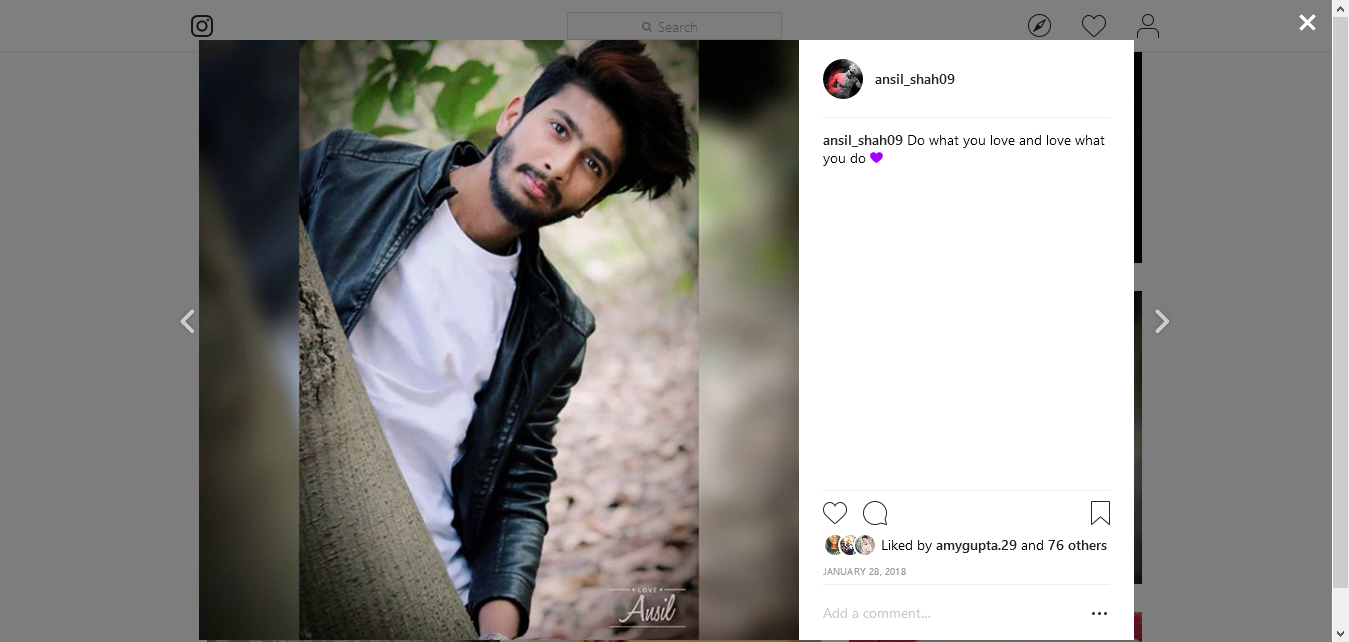 Search
ansil_shah09
ansil_shah09 Do what you love and love what
you do 💜
Liked by amygupta.29 and 76 others
JANUARY 28, 2018
Add a comment...
LOVE
Ansil